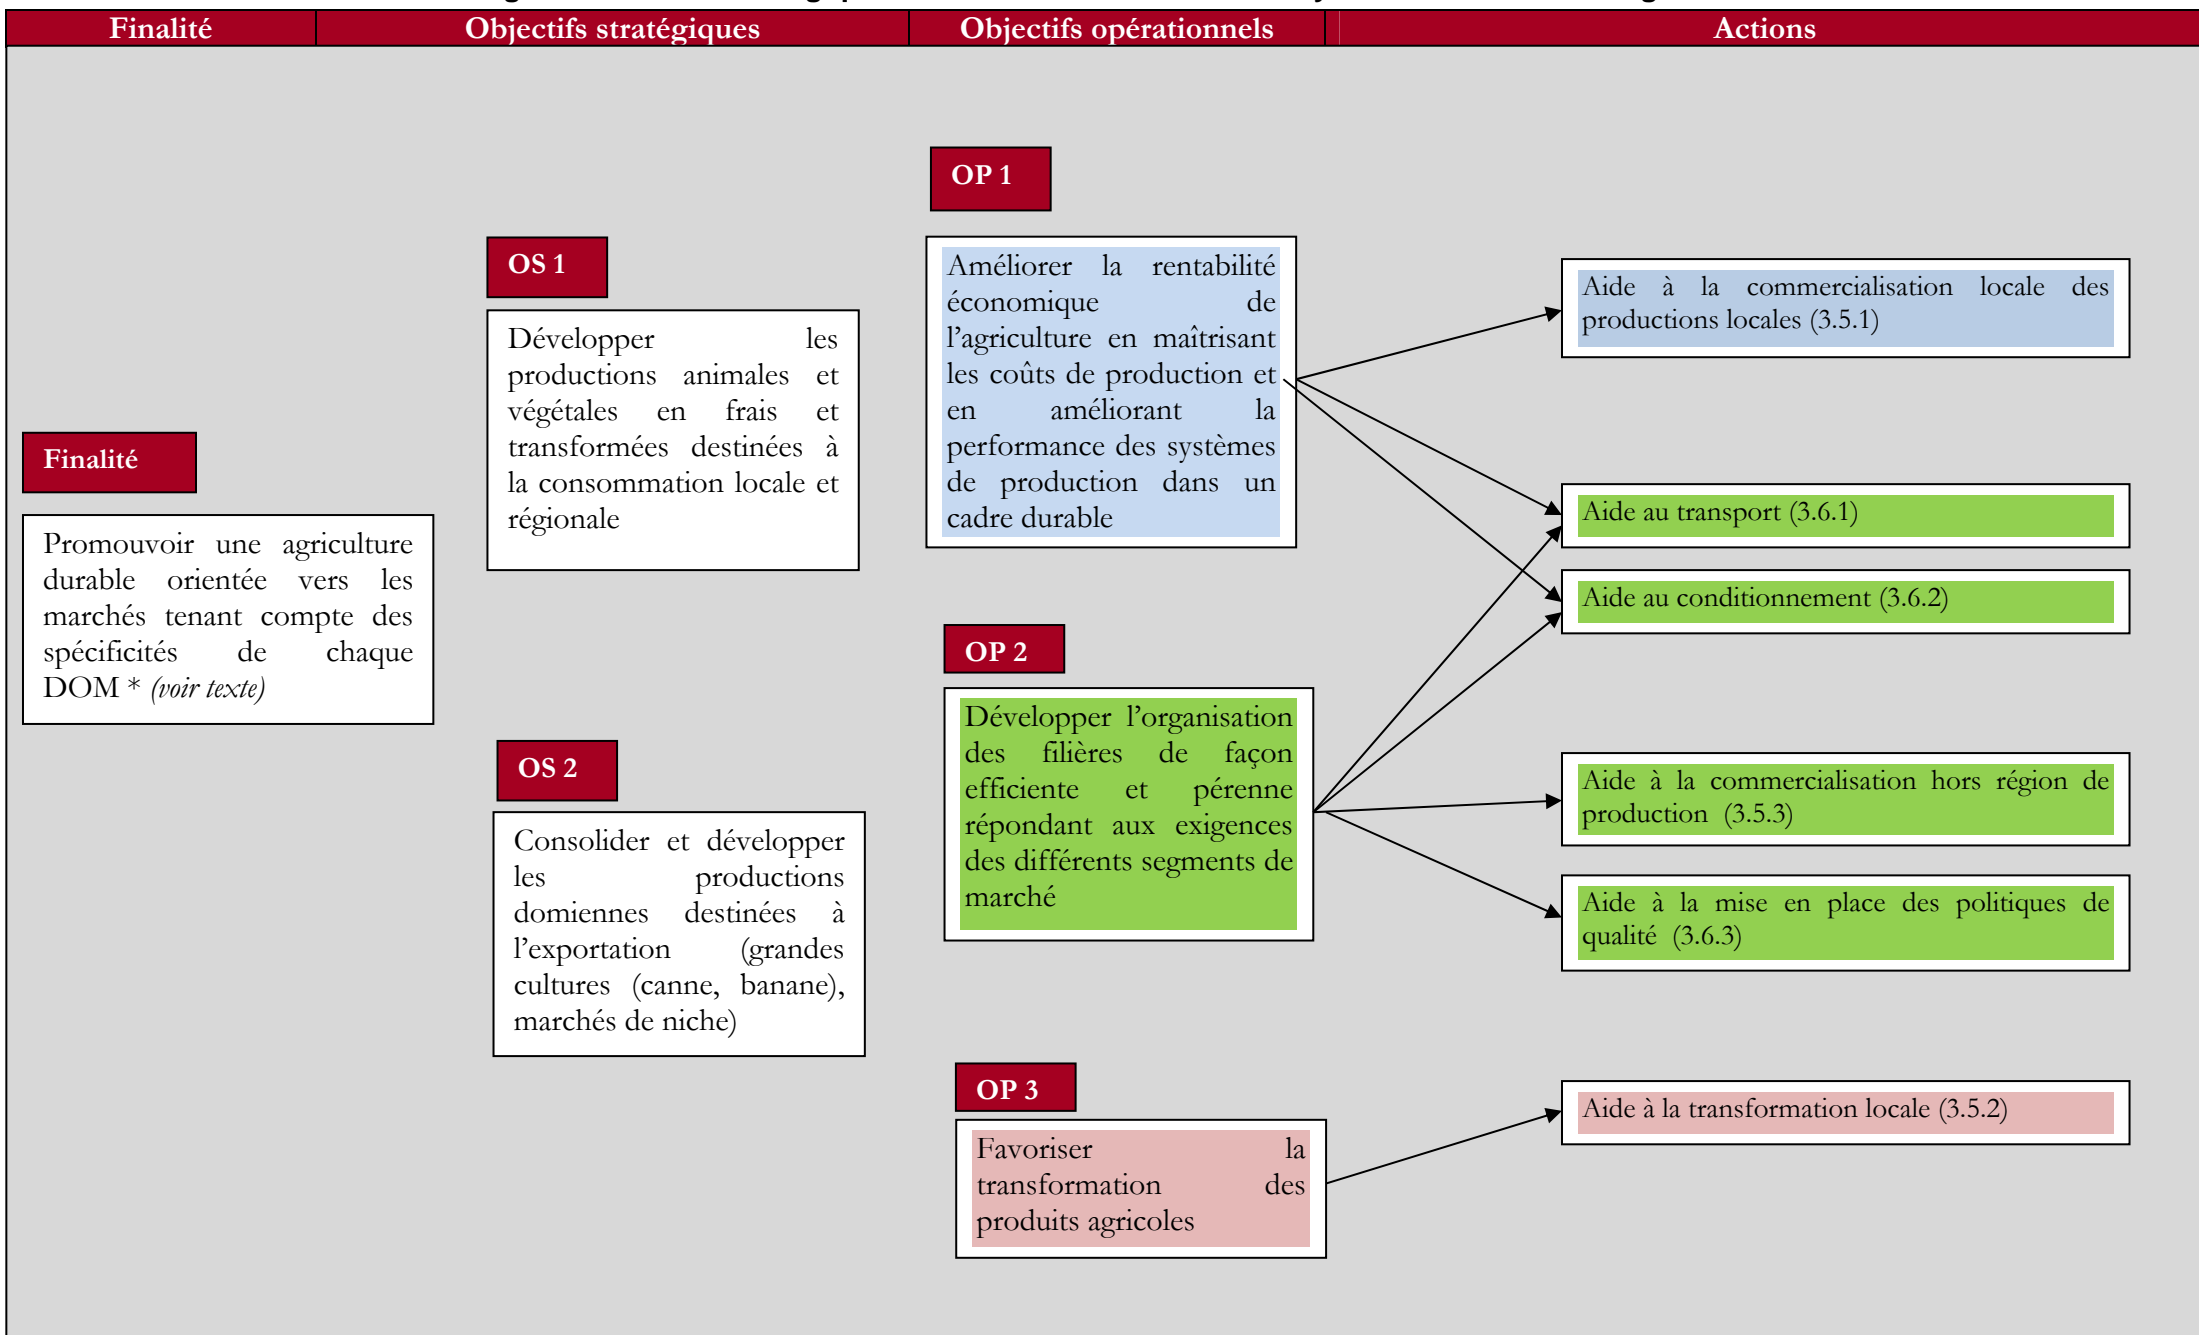 Finalité
Objectifs stratégiques
Objectifs opérationnels
Actions
Finalité
Promouvoir une agriculture
durable orientée vers les
marchés tenant compte des
spécificités de chaque
DOM * (voir texte)
OS 1
Développer les
productions animales et
végétales en frais et
transformées destinées à
la consommation locale et
régionale
OS 2
Consolider et développer
les productions
domiennes destinées à
l’exportation (grandes
cultures (canne, banane),
marchés de niche)
OP 1
Améliorer la rentabilité
économique de
l’agriculture en maîtrisant
les coûts de production et
en améliorant la
performance des systèmes
de production dans un
cadre durable
OP 2
Développer l’organisation
des filières de façon
efficiente et pérenne
répondant aux exigences
des différents segments de
marché
OP 3
Favoriser la
transformation des
produits agricoles
Aide à la commercialisation locale des
productions locales (3.5.1)
Aide au transport (3.6.1)
Aide au conditionnement (3.6.2)
Aide à la commercialisation hors région de
production (3.5.3)
Aide à la mise en place des politiques de
qualité (3.6.3)
Aide à la transformation locale (3.5.2)